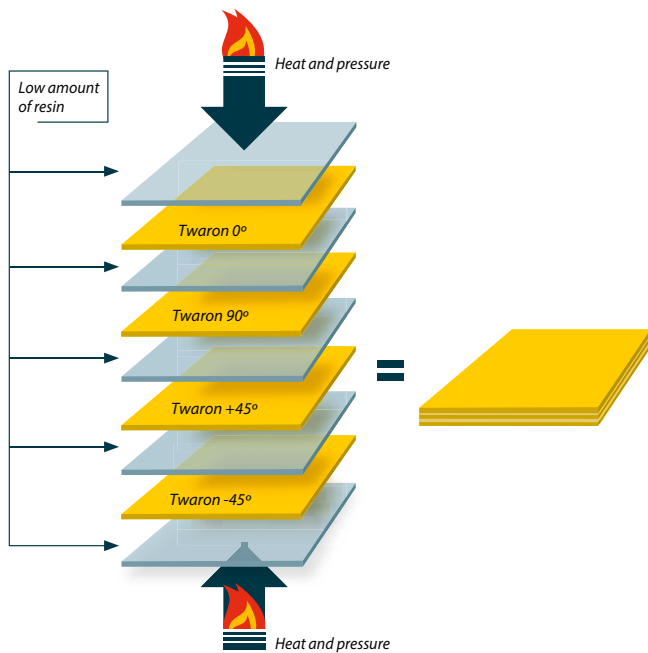 Heat and pressure
Low amount
of resin
Twaron 0º
Twaron 90º
Twaron +45º
Twaron -45º
Heat and pressure